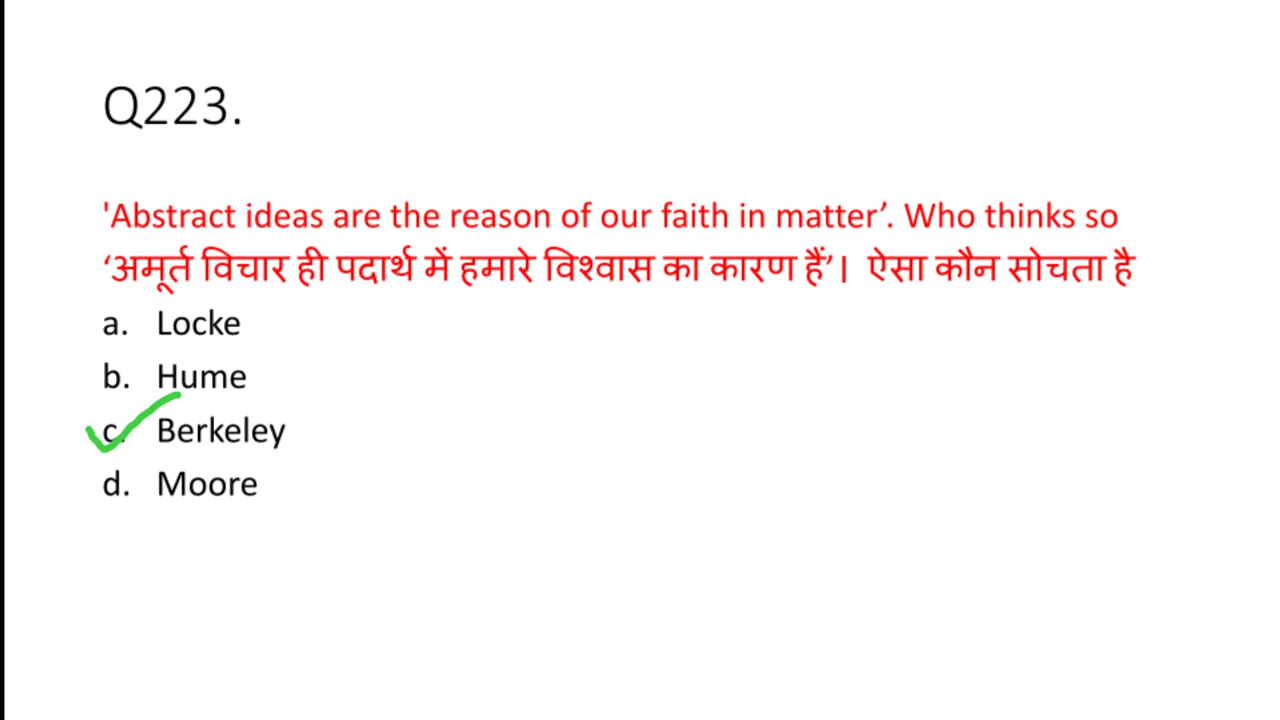 Q223.
'Abstract ideas are the reason of our faith in matter’. Who thinks so
‘अमूर्त विचार ही पदार्थ में हमारे विश्वास का कारण हैं’। ऐसा कौन सोचता है
a. Locke
b. Hume
c. Berkeley
d. Moore